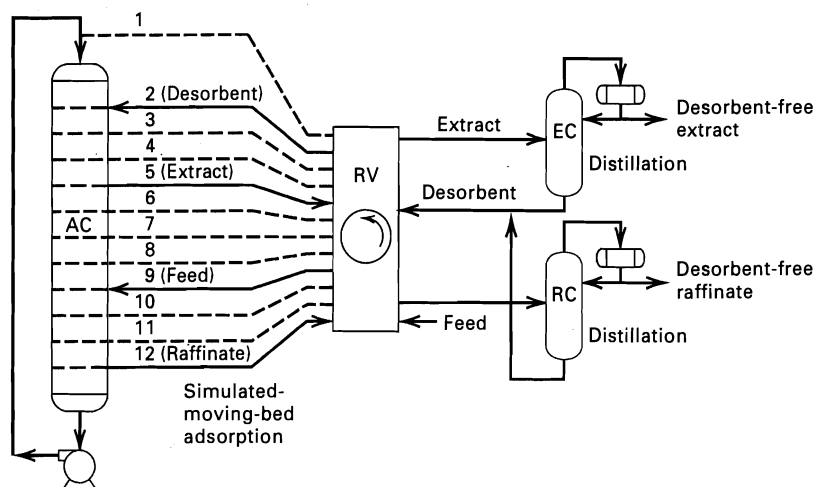 1
2 (Desorbent)
3
4
5 (Extract)
6
7
8
9 (Feed)
10
11
12 (Raffinate)
AC
Simulated-
moving-bed
adsorption
RV
Extract
Desorbent
Feed
EC
Distillation
Desorbent-free
extract
RC
Distillation
Desorbent-free
raffinate